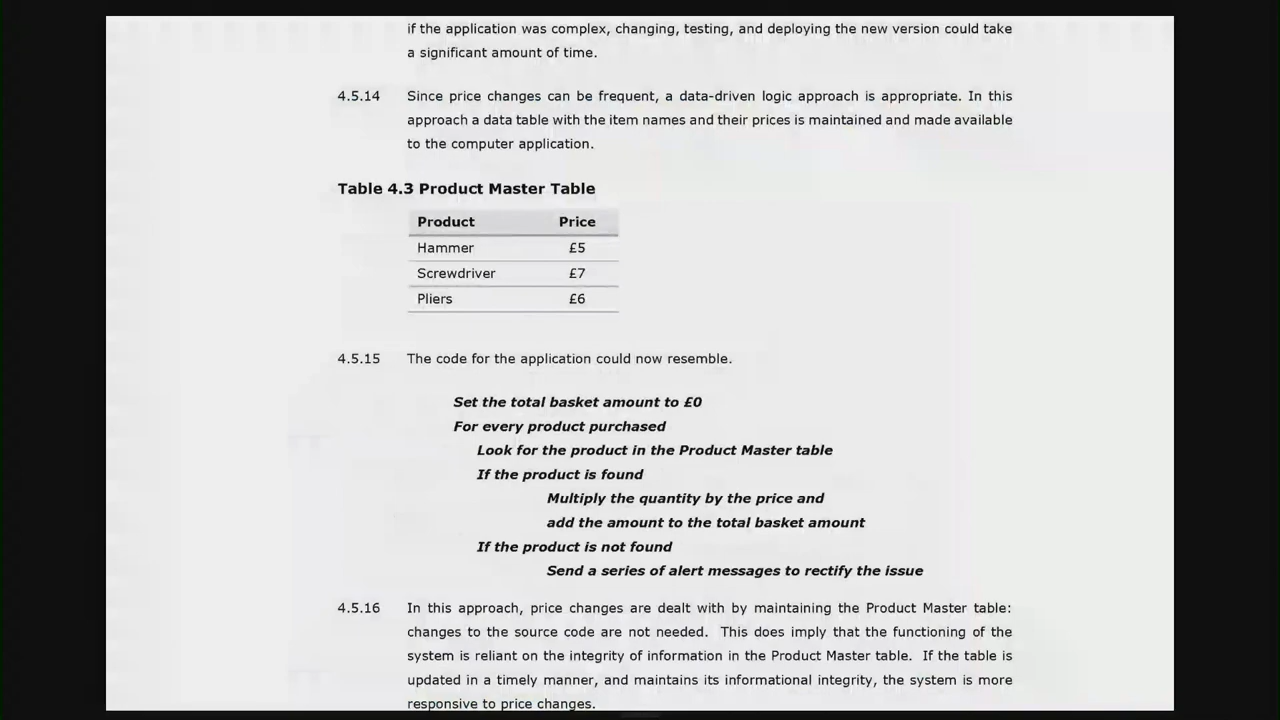 if the application was complex, changing, testing, and deploying the new version could take
a significant amount of time.
4.5.14 Since price changes can be frequent, a data-driven logic approach is appropriate. In this
approach a data table with the item names and their prices is maintained and made available
to the computer application.
Table 4.3 Product Master Table
Product Price
Hammer £5
Screwdriver £7
Pliers £6
4.5.15 The code for the application could now resemble.
Set the total basket amount to £0
For every product purchased
Look for the product in the Product Master table
If the product is found
Multiply the quantity by the price and
add the amount to the total basket amount
If the product is not found
Send a series of alert messages to rectify the issue
4.5.16 In this approach, price changes are dealt with by maintaining the Product Master table:
changes to the source code are not needed. This does imply that the functioning of the
system is reliant on the integrity of information in the Product Master table. If the table is
updated in a timely manner, and maintains its informational integrity, the system is more
responsive to price changes.